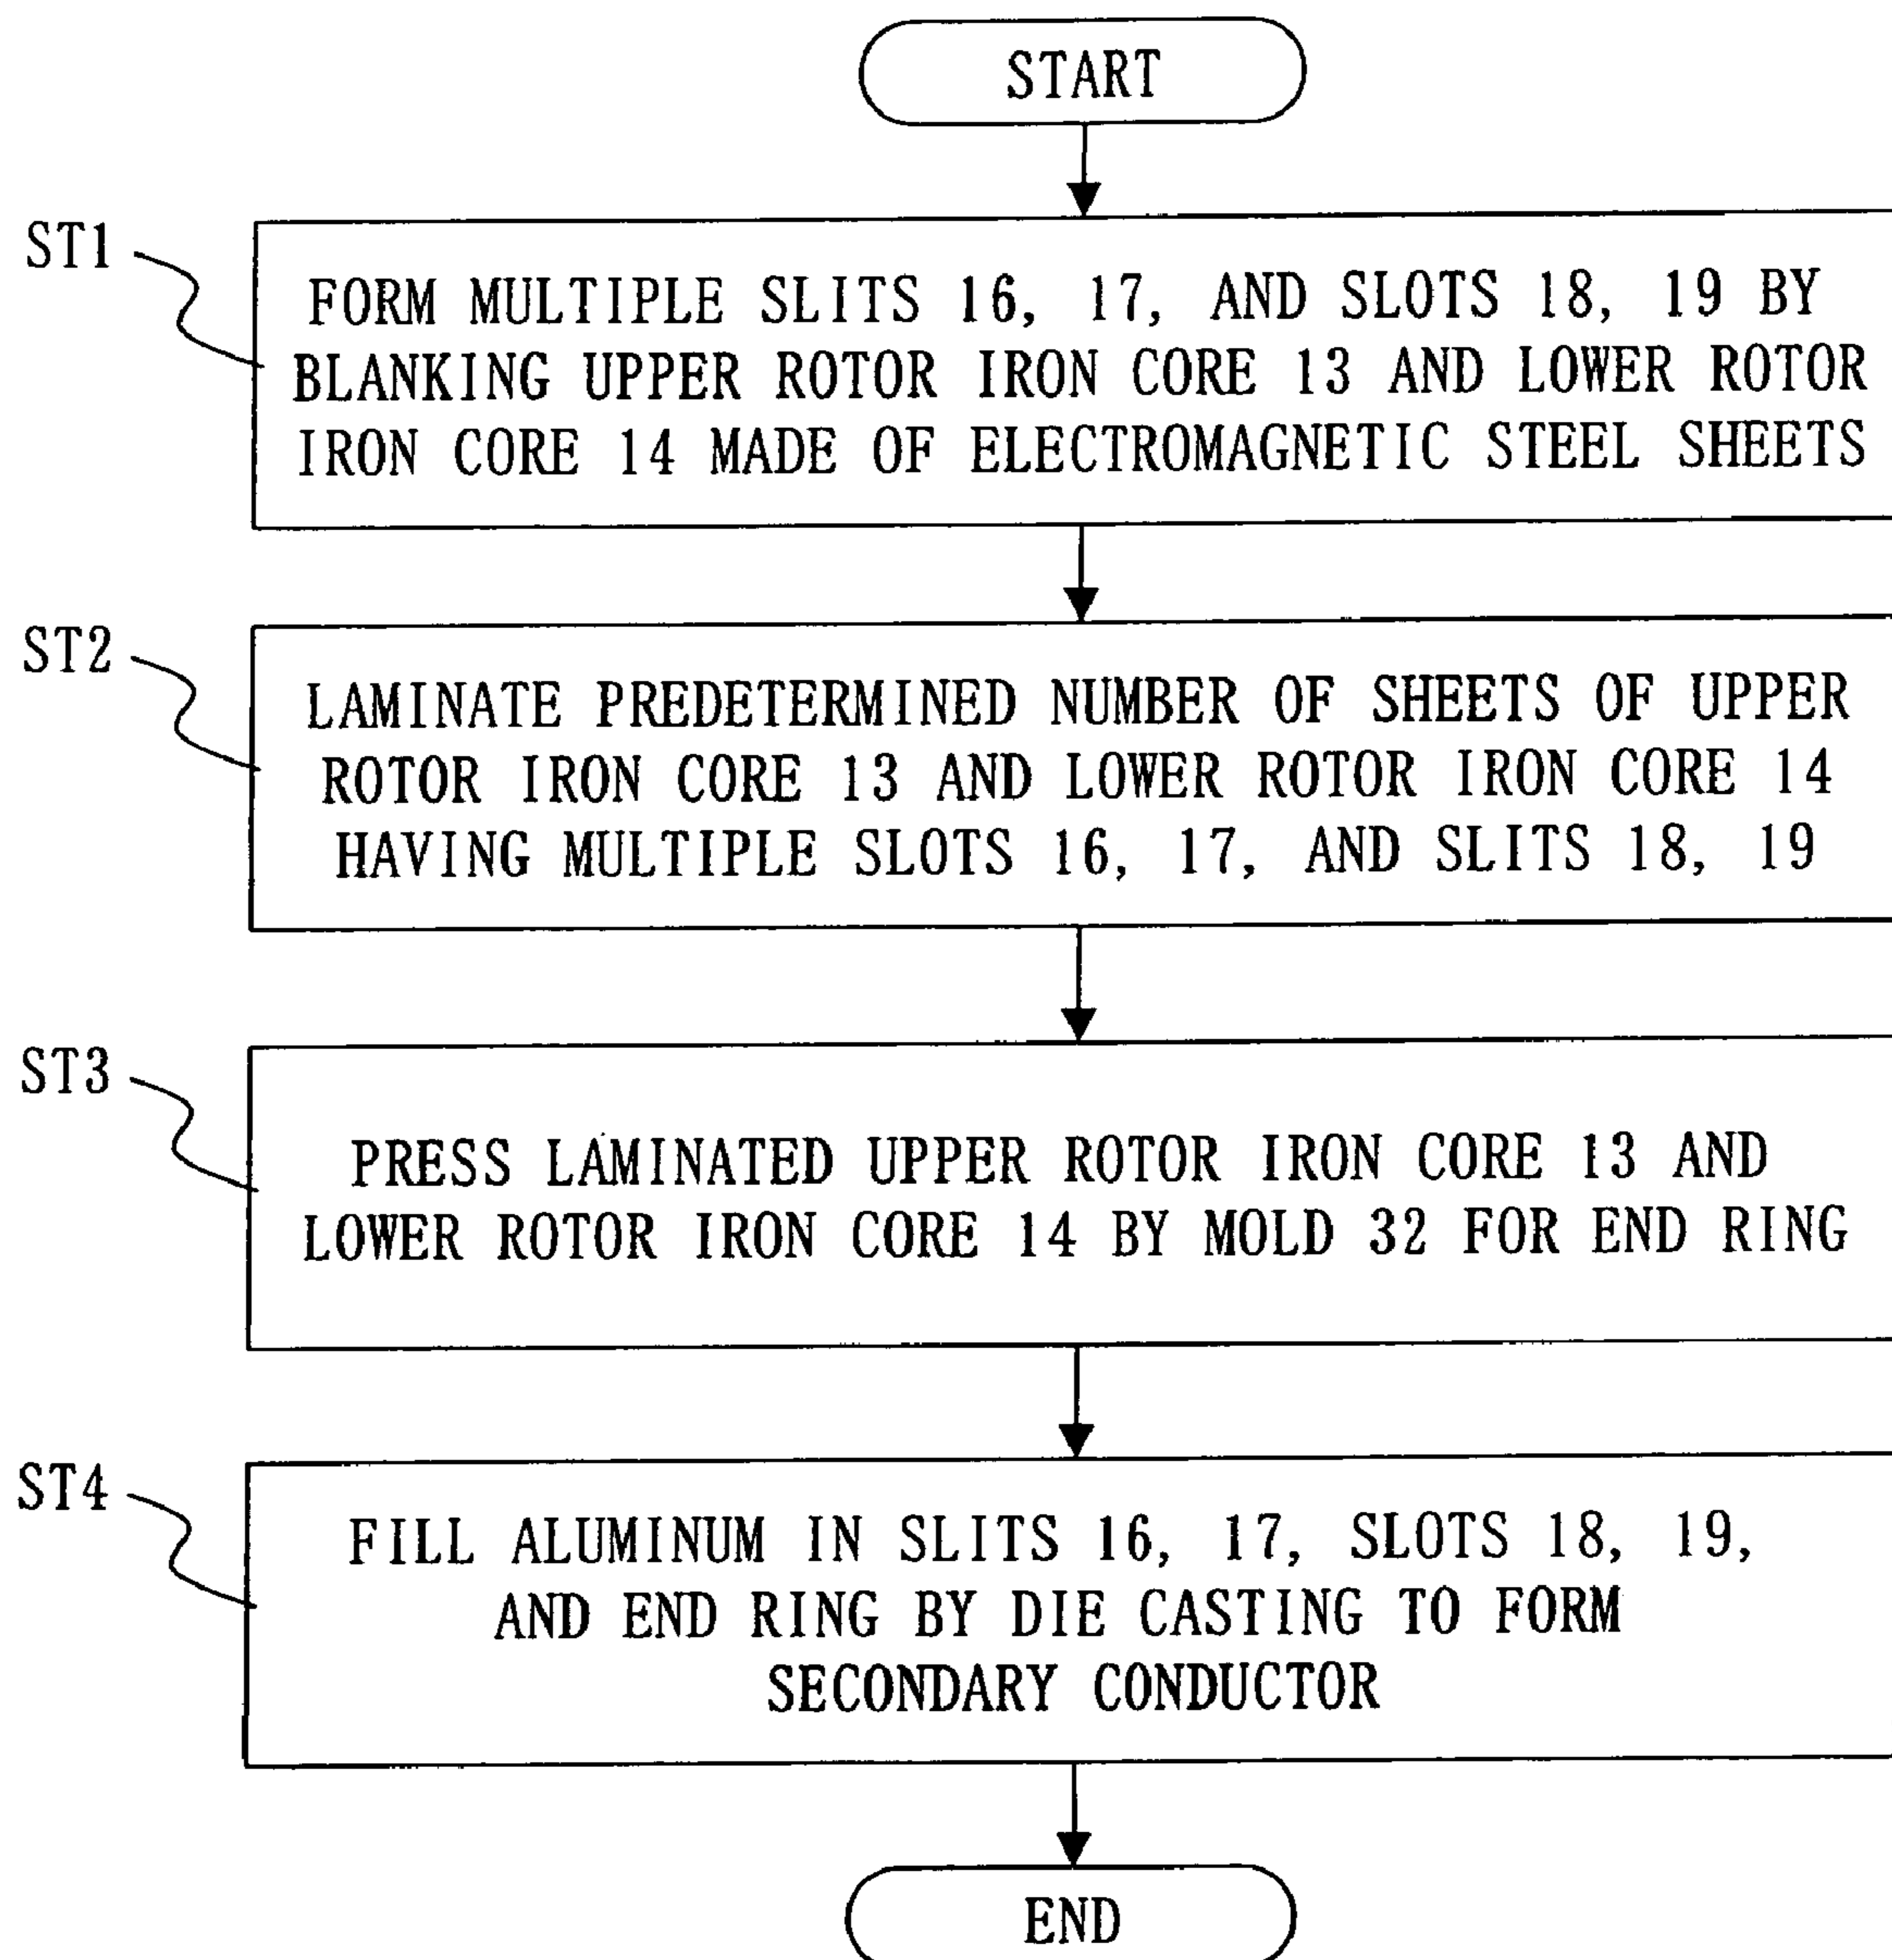 START
ST1
FORM MULTIPLE SLITS 16, 17, AND SLOTS 18, 19 BY
BLANKING UPPER ROTOR IRON CORE 13 AND LOWER ROTOR
IRON CORE 14 MADE OF ELECTROMAGNETIC STEEL SHEETS
ST2
LAMINATE PREDETERMINED NUMBER OF SHEETS OF UPPER
ROTOR IRON CORE 13 AND LOWER ROTOR IRON CORE 14
HAVING MULTIPLE SLOTS 16, 17, AND SLITS 18, 19
ST3
PRESS LAMINATED UPPER ROTOR IRON CORE 13 AND
LOWER ROTOR IRON CORE 14 BY MOLD 32 FOR END RING
ST4
FILL ALUMINUM IN SLITS 16, 17, SLOTS 18, 19,
AND END RING BY DIE CASTING TO FORM
SECONDARY CONDUCTOR
END